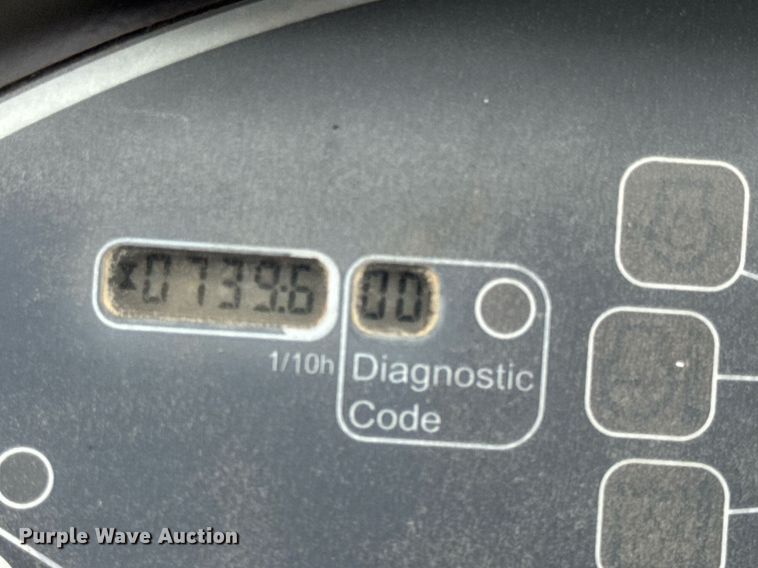 0739.6
00
1/10h
Diagnostic
Code
Purple Wave Auction